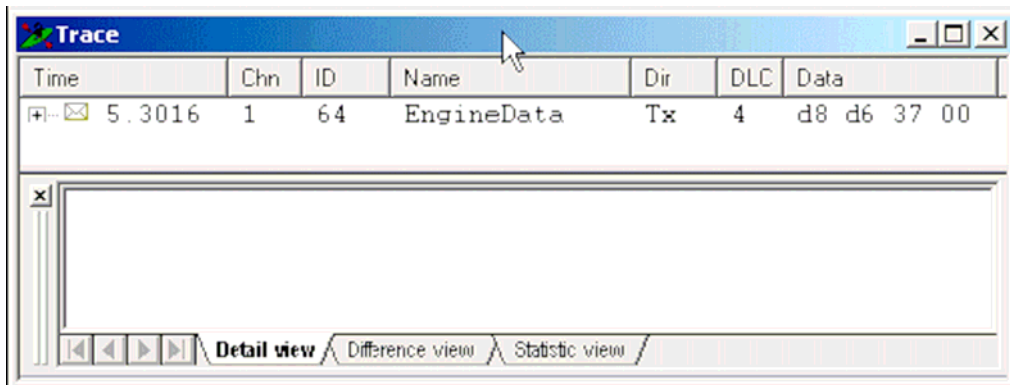 Trace
Time Chn ID Name Dir DLC Data
5.3016 1 64 EngineData Tx 4 d8 d6 37 00
Detail view Difference view Statistic view